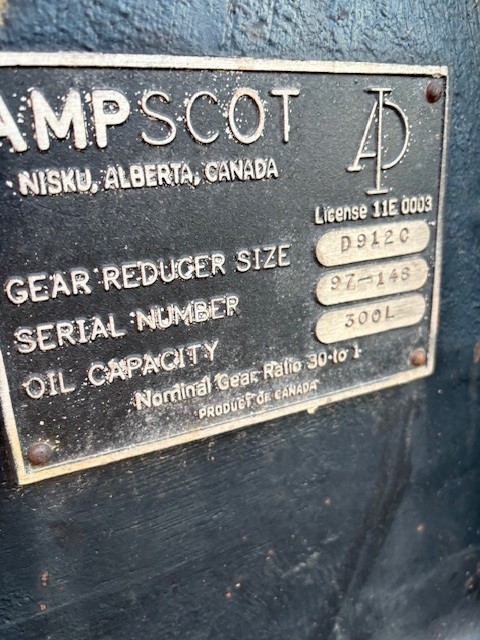 AMPSCOT
NISKU, ALBERTA, CANADA
API
License 11E 0003
GEAR REDUCER SIZE D912C
SERIAL NUMBER 97-148
OIL CAPACITY 300L
Nominal Gear Ratio 30 to 1
PRODUCT OF CANADA